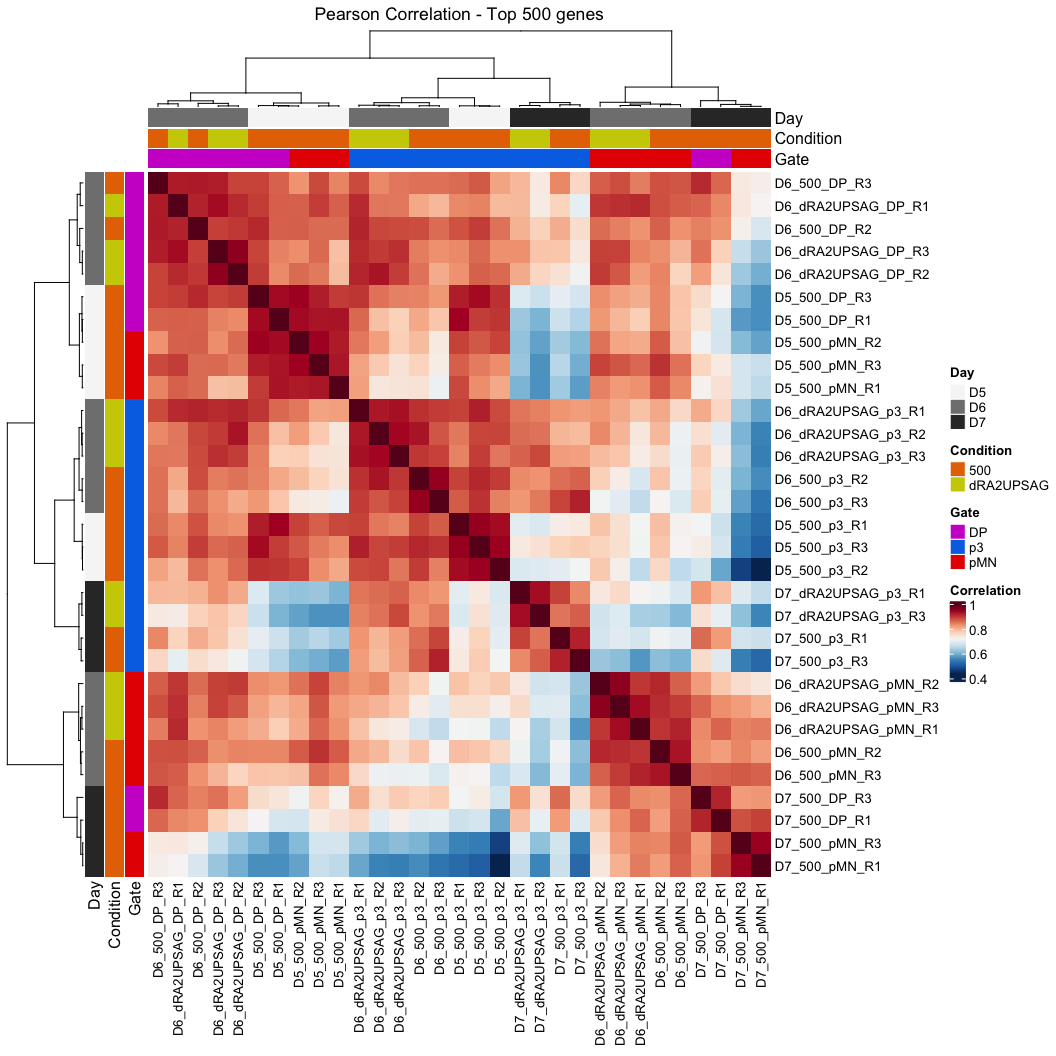 Pearson Correlation - Top 500 genes
Day
Condition
Gate
D6_500_DP_R3
D6_dRA2UPSAG_DP_R1
D6_500_DP_R2
D6_dRA2UPSAG_DP_R3
D6_dRA2UPSAG_DP_R2
D5_500_DP_R3
D5_500_DP_R1
D5_500_pMN_R2
D5_500_pMN_R3
D5_500_pMN_R1
D6_dRA2UPSAG_p3_R1
D6_dRA2UPSAG_p3_R2
D6_dRA2UPSAG_p3_R3
D6_500_p3_R2
D6_500_p3_R3
D5_500_p3_R1
D5_500_p3_R3
D5_500_p3_R2
D7_dRA2UPSAG_p3_R1
D7_dRA2UPSAG_p3_R3
D7_500_p3_R1
D7_500_p3_R3
D6_dRA2UPSAG_pMN_R2
D6_dRA2UPSAG_pMN_R3
D6_dRA2UPSAG_pMN_R1
D6_500_pMN_R2
D6_500_pMN_R3
D7_500_DP_R3
D7_500_DP_R1
D7_500_pMN_R3
D7_500_pMN_R1
Day
Condition
Gate
D6_500_DP_R3
D6_dRA2UPSAG_DP_R1
D6_500_DP_R2
D6_dRA2UPSAG_DP_R3
D6_dRA2UPSAG_DP_R2
D5_500_DP_R3
D5_500_DP_R1
D5_500_pMN_R2
D5_500_pMN_R3
D5_500_pMN_R1
D6_dRA2UPSAG_p3_R1
D6_dRA2UPSAG_p3_R2
D6_dRA2UPSAG_p3_R3
D6_500_p3_R2
D6_500_p3_R3
D5_500_p3_R1
D5_500_p3_R3
D5_500_p3_R2
D7_dRA2UPSAG_p3_R1
D7_dRA2UPSAG_p3_R3
D7_500_p3_R1
D7_500_p3_R3
D6_dRA2UPSAG_pMN_R2
D6_dRA2UPSAG_pMN_R3
D6_dRA2UPSAG_pMN_R1
D6_500_pMN_R2
D6_500_pMN_R3
D7_500_DP_R3
D7_500_DP_R1
D7_500_pMN_R3
D7_500_pMN_R1
Day
D5
D6
D7
Condition
500
dRA2UPSAG
Gate
DP
p3
pMN
Correlation
1
0.8
0.6
0.4